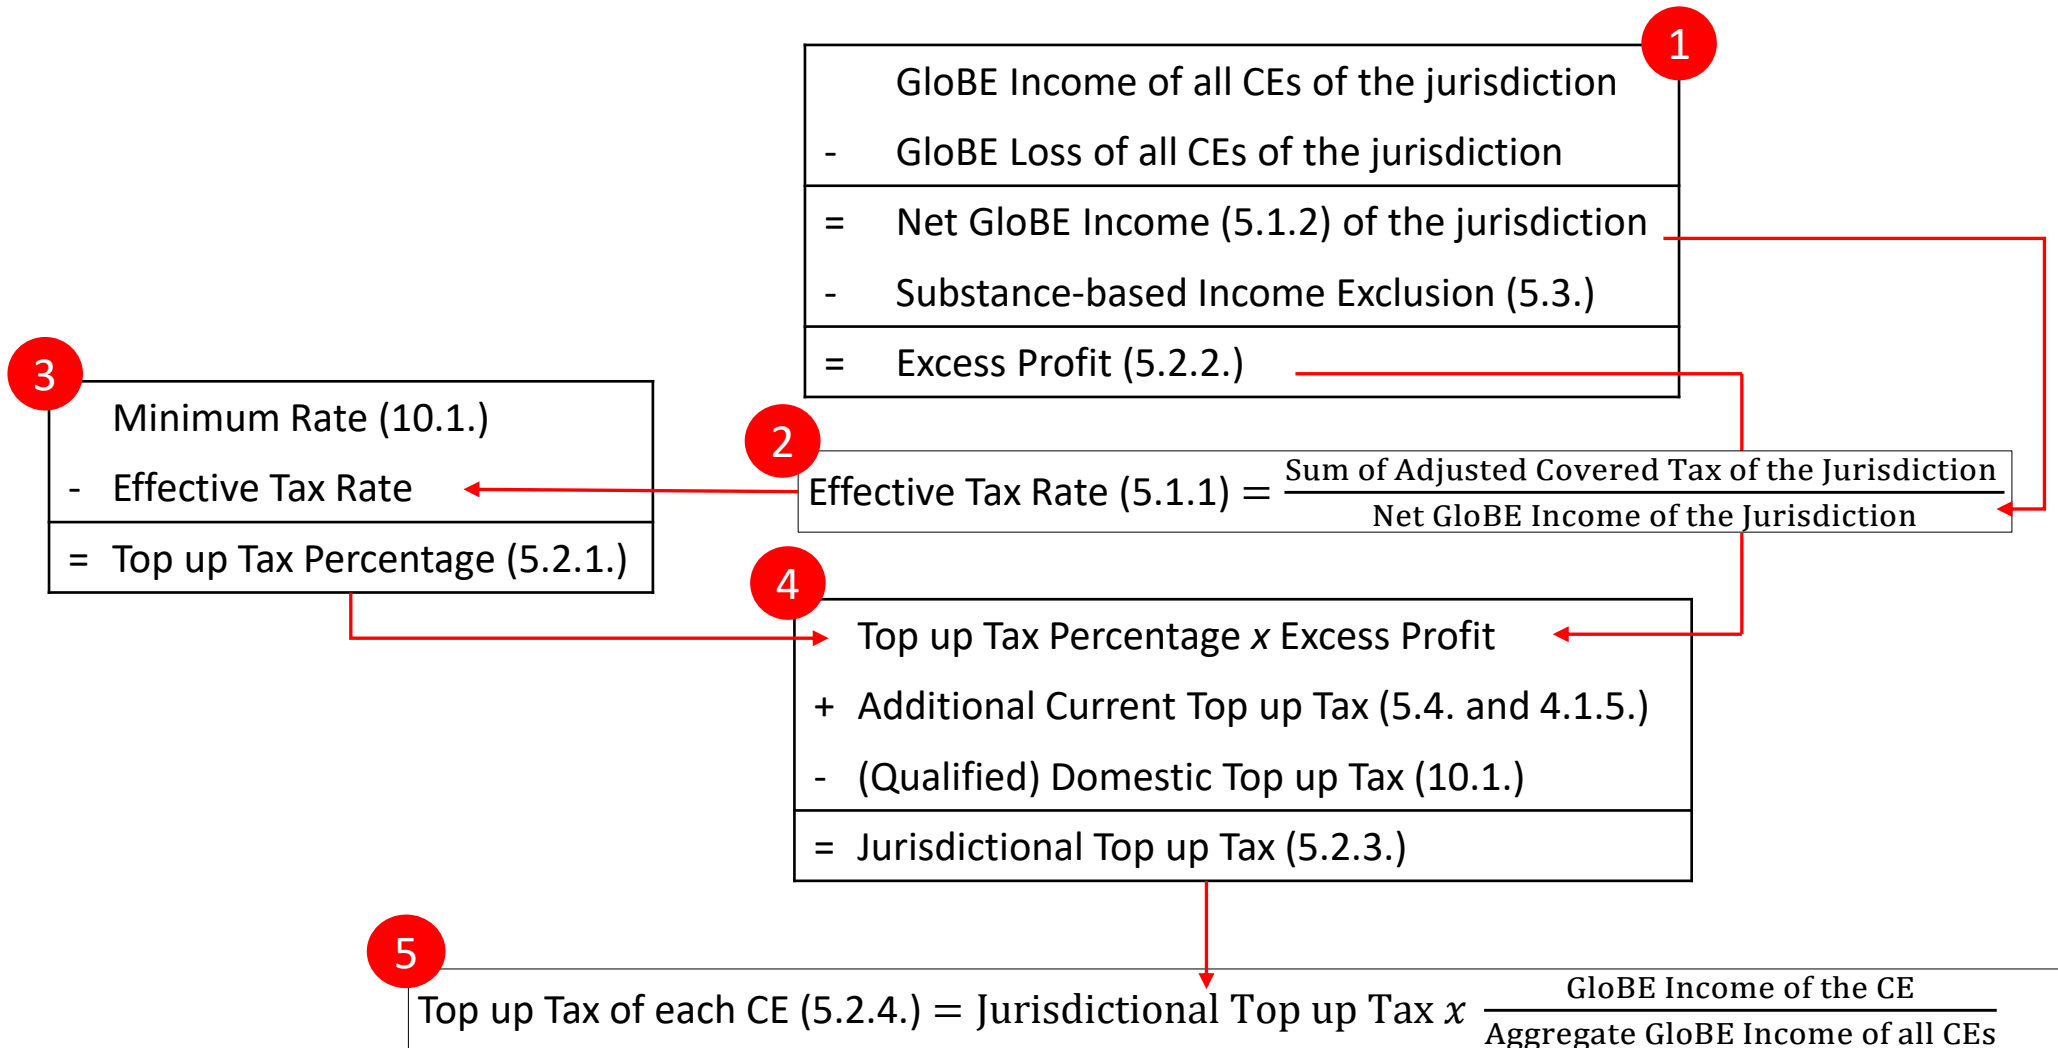 1
GloBE Income of all CEs of the jurisdiction
- GloBE Loss of all CEs of the jurisdiction
= Net GloBE Income (5.1.2) of the jurisdiction
- Substance-based Income Exclusion (5.3.)
= Excess Profit (5.2.2.)
2
Effective Tax Rate (5.1.1) = Sum of Adjusted Covered Tax of the Jurisdiction
Net GloBE Income of the Jurisdiction
3
Minimum Rate (10.1.)
- Effective Tax Rate
= Top up Tax Percentage (5.2.1.)
4
Top up Tax Percentage x Excess Profit
+ Additional Current Top up Tax (5.4. and 4.1.5.)
- (Qualified) Domestic Top up Tax (10.1.)
= Jurisdictional Top up Tax (5.2.3.)
5
Top up Tax of each CE (5.2.4.) = Jurisdictional Top up Tax x GloBE Income of the CE
Aggregate GloBE Income of all CEs